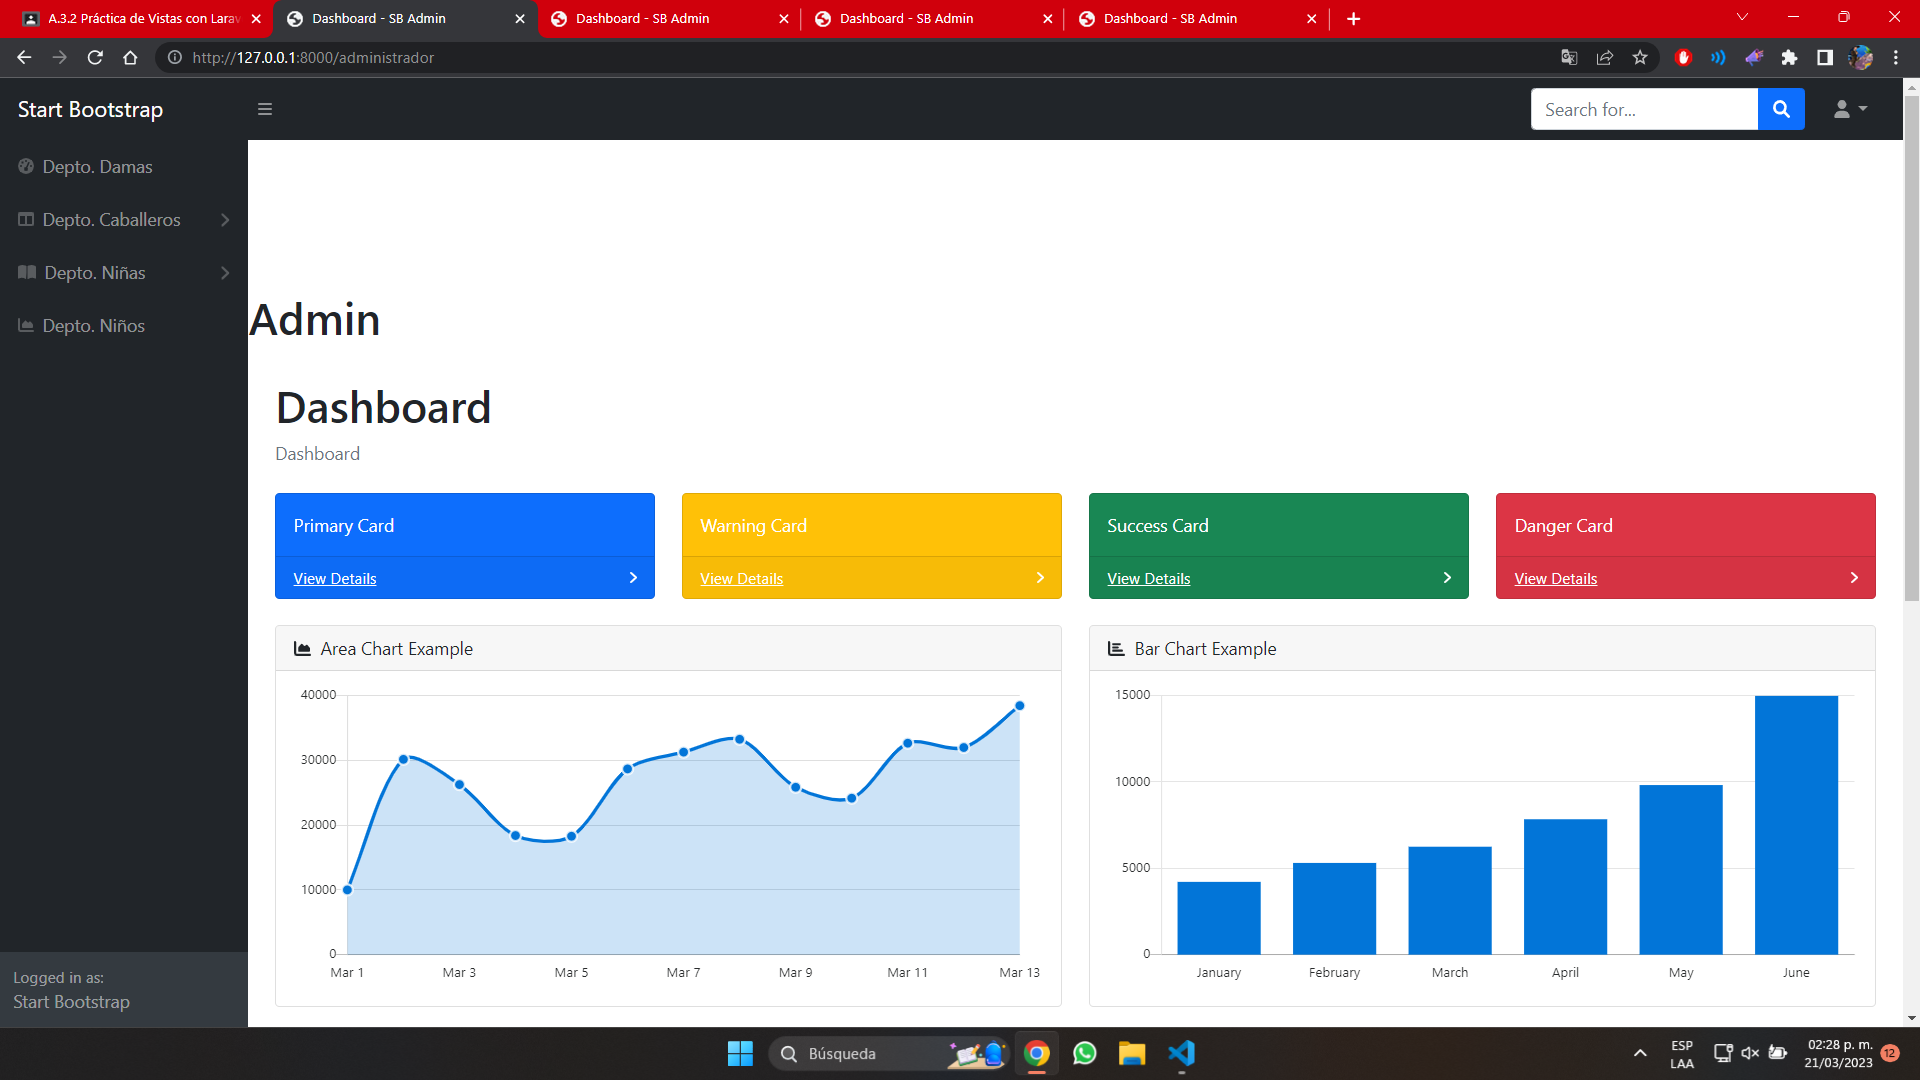 A.3.2 Práctica de Vistas con Larav
Dashboard - SB Admin
Dashboard - SB Admin
Dashboard - SB Admin
Dashboard - SB Admin
http://127.0.0.1:8000/administrador
Start Bootstrap
Search for...
Depto. Damas
Depto. Caballeros
Depto. Niñas
Depto. Niños
Logged in as:
Start Bootstrap
Admin
Dashboard
Dashboard
Primary Card
View Details
Warning Card
View Details
Success Card
View Details
Danger Card
View Details
Area Chart Example
40000
30000
20000
10000
0
Mar 1 Mar 3 Mar 5 Mar 7 Mar 9 Mar 11 Mar 13
Bar Chart Example
15000
10000
5000
0
January February March April May June
Búsqueda
ESP
LAA
02:28 p. m.
21/03/2023
12